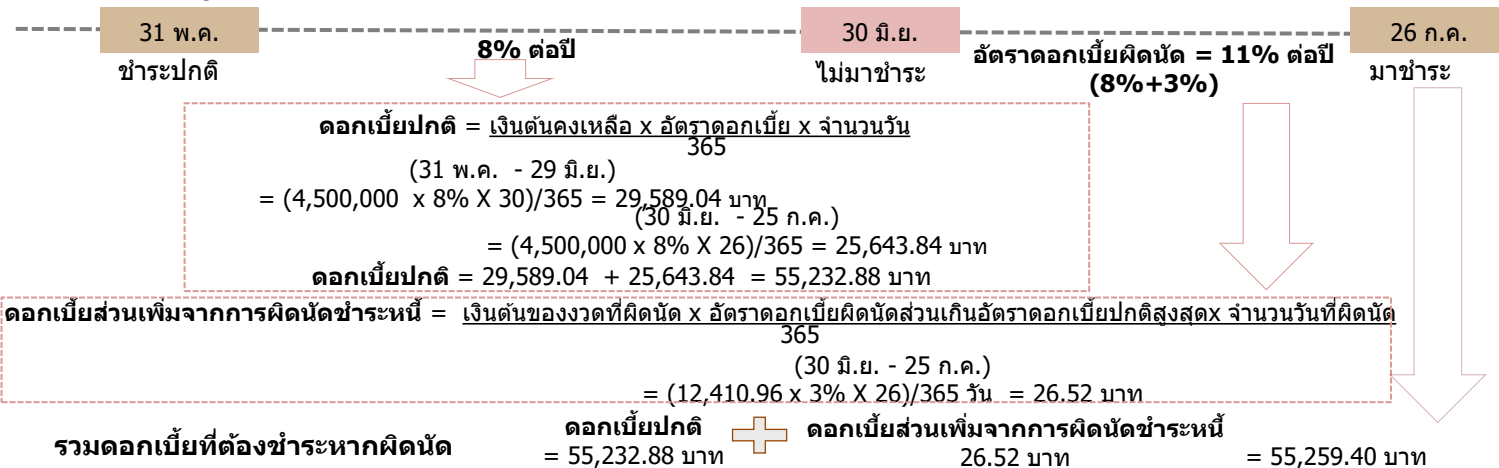 31 พ.ค.
30 มิ.ย.
26 ก.ค.
ชำระปกติ
8% ต่อปี
ไม่มาชำระ
อัตราดอกเบี้ยผิดนัด = 11% ต่อปี
(8%+3%)
มาชำระ
ดอกเบี้ยปกติ = เงินต้นคงเหลือ x อัตราดอกเบี้ย x จำนวนวัน
365
(31 พ.ค. - 29 มิ.ย.)
= (4,500,000 x 8% X 30)/365 = 29,589.04 บาท
(30 มิ.ย. - 25 ก.ค.)
= (4,500,000 x 8% X 26)/365 = 25,643.84 บาท
ดอกเบี้ยปกติ = 29,589.04 + 25,643.84 = 55,232.88 บาท
ดอกเบี้ยส่วนเพิ่มจากการผิดนัดชำระหนี้ = เงินต้นของงวดที่ผิดนัด x อัตราดอกเบี้ยผิดนัดส่วนเกินอัตราดอกเบี้ยปกติสูงสุดx จำนวนวันที่ผิดนัด
365
(30 มิ.ย. - 25 ก.ค.)
= (12,410.96 x 3% X 26)/365 วัน = 26.52 บาท
รวมดอกเบี้ยที่ต้องชำระหากผิดนัด
ดอกเบี้ยปกติ
= 55,232.88 บาท
ดอกเบี้ยส่วนเพิ่มจากการผิดนัดชำระหนี้
26.52 บาท
= 55,259.40 บาท